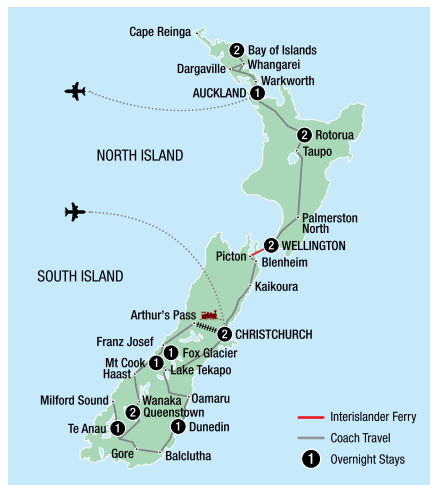 Cape Reinga
2
Bay of Islands
Whangarei
Dargaville
Warkworth
AUCKLAND
1
2
Rotorua
Taupo
NORTH ISLAND
Palmerston
North
2
WELLINGTON
Picton
Blenheim
SOUTH ISLAND
Kaikoura
Arthur's Pass
2
CHRISTCHURCH
Franz Josef
1
Fox Glacier
Mt Cook
1
Lake Tekapo
Haast
Milford Sound
Wanaka
Oamaru
2
Queenstown
Te Anau
1
1
Dunedin
Gore
Balclutha
Interislander Ferry
Coach Travel
1
Overnight Stays